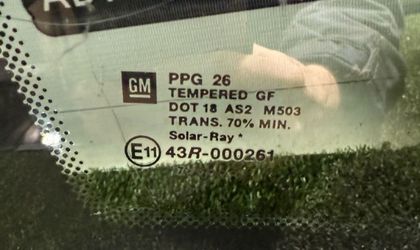 GM
PPG 26
TEMPERED GF
DOT 18 AS2 M503
TRANS. 70% MIN.
Solar-Ray *
E11 43R-000261